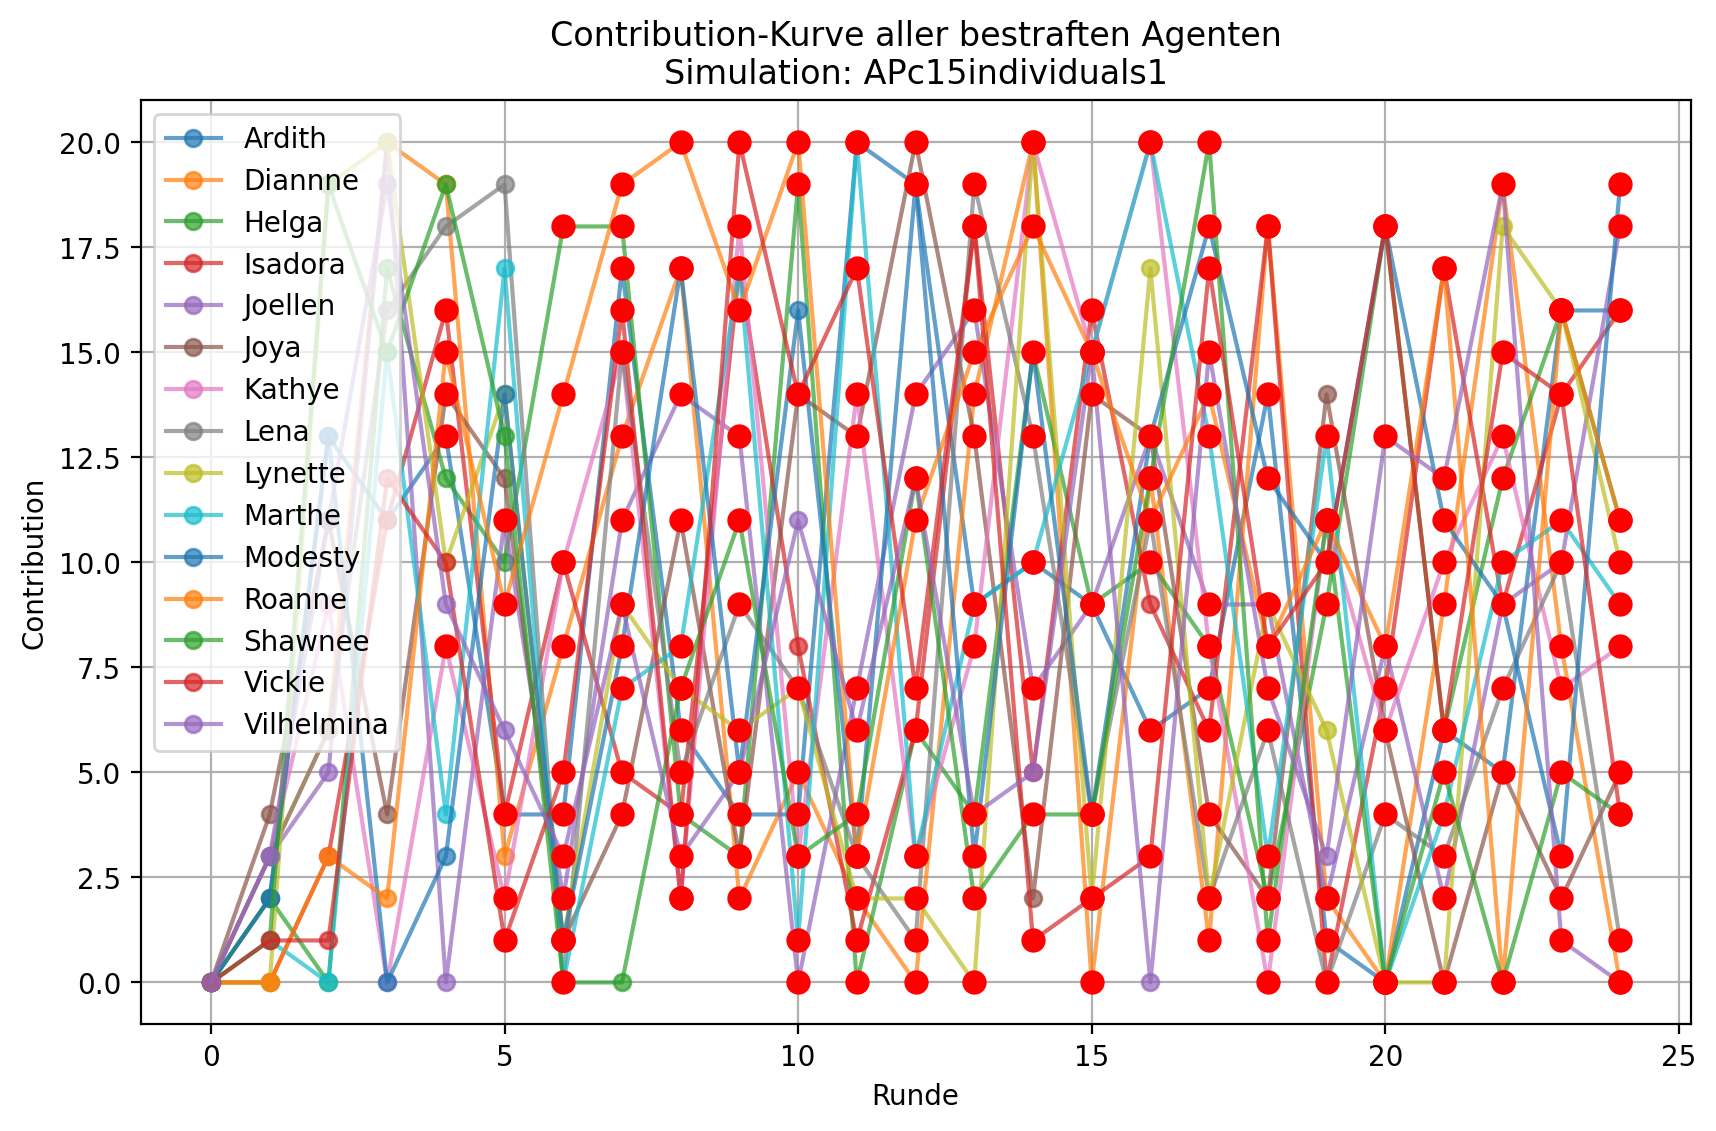 Contribution-Kurve aller bestraften Agenten
Simulation: APc15individuals1
Contribution
20.0
17.5
15.0
12.5
10.0
7.5
5.0
2.5
0.0
Ardith
Diannne
Helga
Isadora
Joellen
Joya
Kathye
Lena
Lynette
Marthe
Modesty
Roanne
Shawnee
Vickie
Vilhelmina
0 5 10 15 20 25
Runde